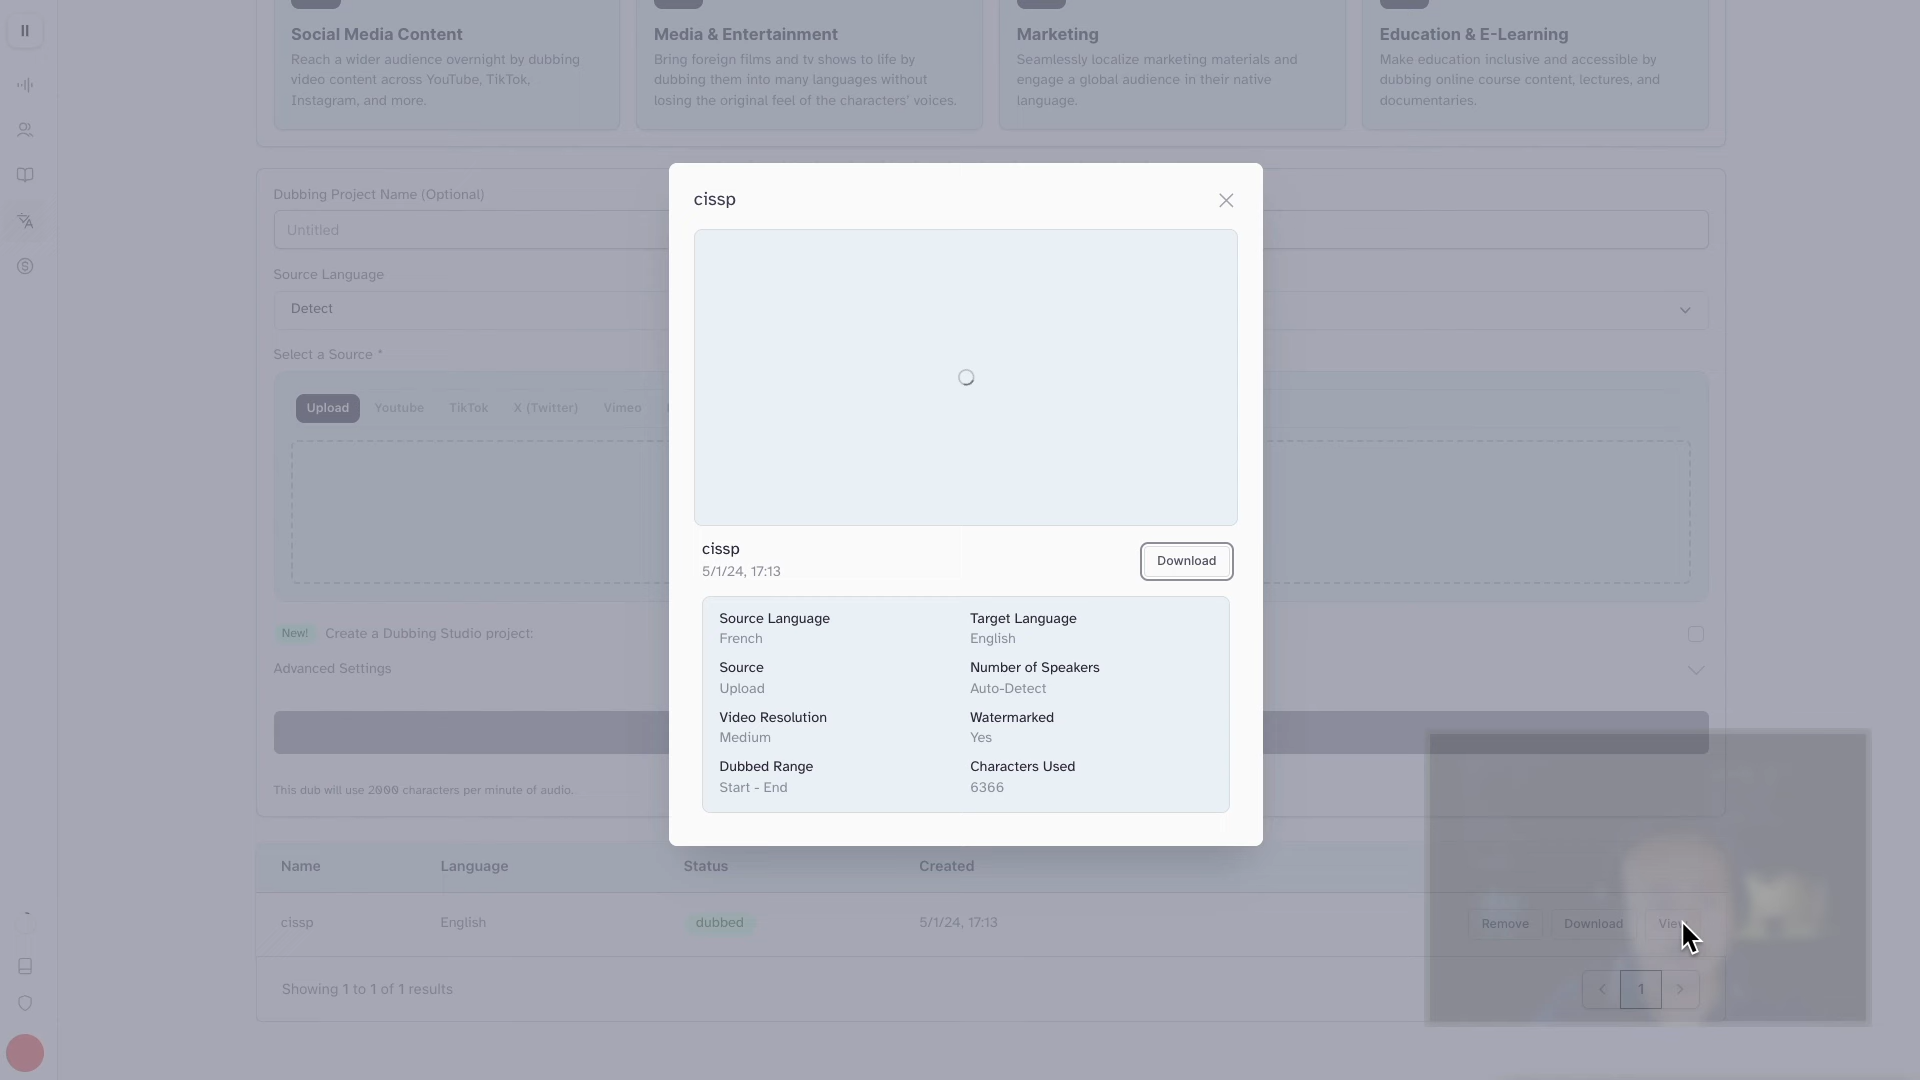 Social Media Content
Reach a wider audience overnight by dubbing
video content across YouTube, TikTok,
Instagram, and more.
Media & Entertainment
Bring foreign films and tv shows to life by
dubbing them into many languages without
losing the original feel of the characters' voices.
Marketing
Seamlessly localize marketing materials and
engage a global audience in their native
language.
Education & E-Learning
Make education inclusive and accessible by
dubbing online course content, lectures, and
documentaries.
Dubbing Project Name (Optional)
Untitled
Source Language
Detect
Select a Source *
Upload Youtube TikTok X (Twitter) Vimeo
New! Create a Dubbing Studio project:
Advanced Settings
This dub will use 2000 characters per minute of audio.
cissp
cissp
5/1/24, 17:13
Download
Source Language
French
Target Language
English
Source
Upload
Number of Speakers
Auto-Detect
Video Resolution
Medium
Watermarked
Yes
Dubbed Range
Start - End
Characters Used
6366
Name Language Status Created
cissp English dubbed 5/1/24, 17:13 Remove Download
Showing 1 to 1 of 1 results
1